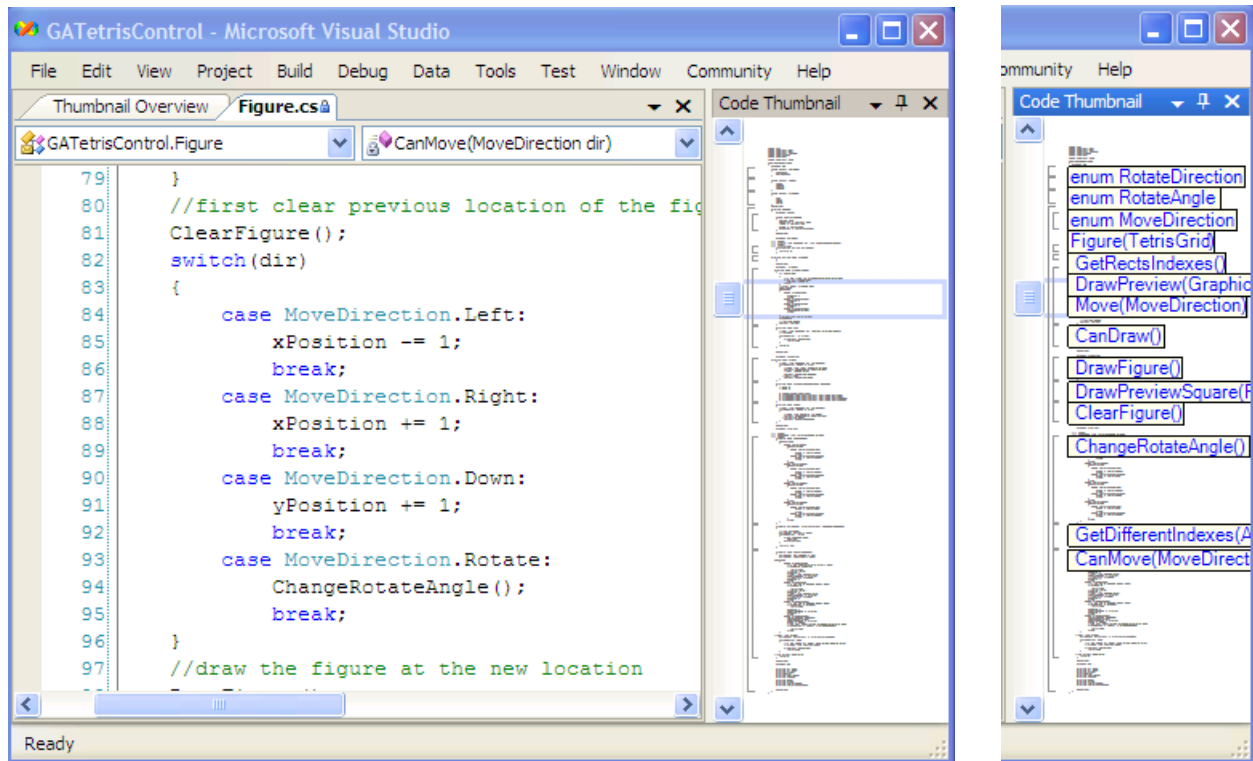 GATetrisControl - Microsoft Visual Studio
File Edit View Project Build Debug Data Tools Test Window Community Help
Thumbnail Overview Figure.cs
GATetrisControl.Figure CanMove(MoveDirection dir)
79 }
80 //first clear previous location of the fig
81 ClearFigure();
82 switch(dir)
83 {
84 case MoveDirection.Left:
85 xPosition -= 1;
86 break;
87 case MoveDirection.Right:
88 xPosition += 1;
89 break;
90 case MoveDirection.Down:
91 yPosition += 1;
92 break;
93 case MoveDirection.Rotate:
94 ChangeRotateAngle();
95 break;
96 }
97 //draw the figure at the new location
Code Thumbnail
Ready
ommunity Help
Code Thumbnail
enum RotateDirection
enum RotateAngle
enum MoveDirection
Figure(TetrisGrid)
GetRectsIndexes()
DrawPreview(Graphic
Move(MoveDirection)
CanDraw()
DrawFigure()
DrawPreviewSquare(
ClearFigure()
ChangeRotateAngle()
GetDifferentIndexes(A
CanMove(MoveDirect